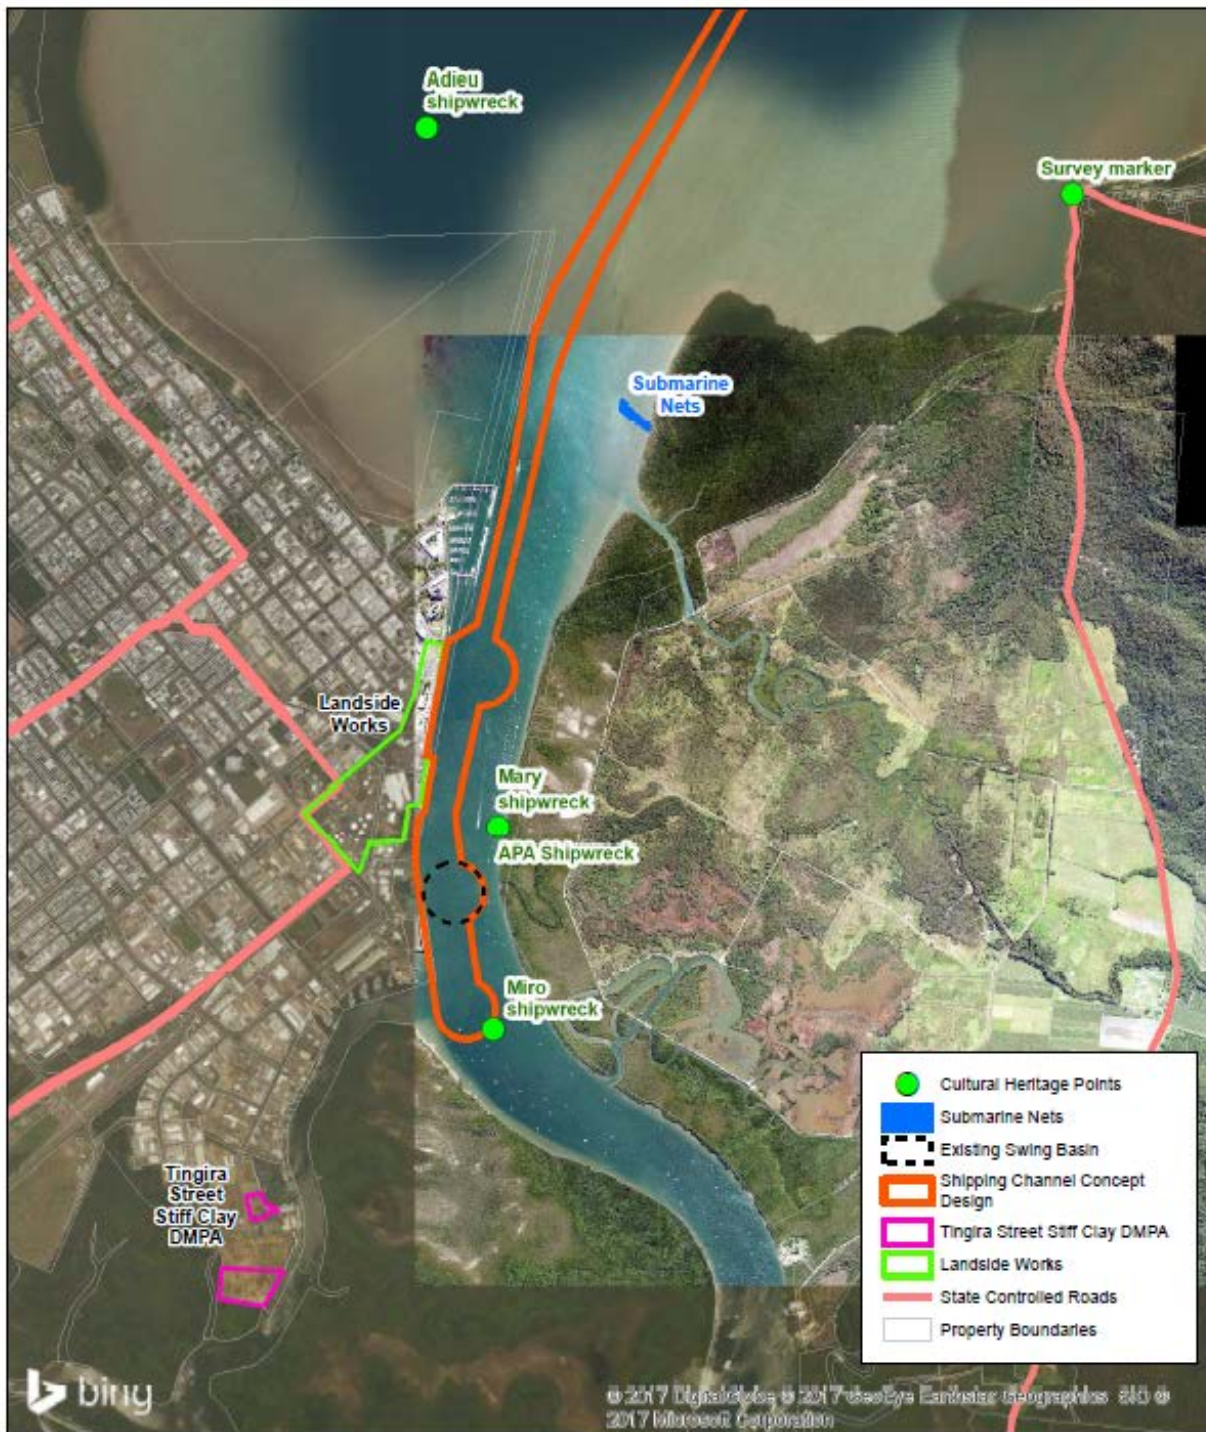 Adieu
shipwreck
Survey marker
Submarine
Nets
Landside
Works
Mary
shipwreck
APA Shipwreck
Miro
shipwreck
Tingira
Street
Stiff Clay
DMPA
Cultural Heritage Points
Submarine Nets
Existing Swing Basin
Shipping Channel Concept
Design
Tingira Street Stiff Clay DMPA
Landside Works
State Controlled Roads
Property Boundaries
bing
© 2017 DigitalGlobe © 2017 GeoEye Earthstar Geographics SIO ©
2017 Microsoft Corporation